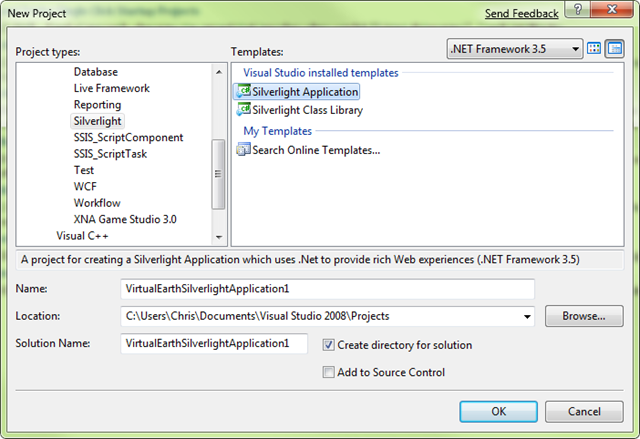 New Project
Send Feedback
Project types:
Templates:
.NET Framework 3.5
Database
Live Framework
Reporting
Silverlight
SSIS_ScriptComponent
SSIS_ScriptTask
Test
WCF
Workflow
XNA Game Studio 3.0
Visual C++
Visual Studio installed templates
Silverlight Application
Silverlight Class Library
My Templates
Search Online Templates...
A project for creating a Silverlight Application which uses .Net to provide rich Web experiences (.NET Framework 3.5)
Name:
VirtualEarthSilverlightApplication1
Location:
C:\Users\Chris\Documents\Visual Studio 2008\Projects
Browse...
Solution Name:
VirtualEarthSilverlightApplication1
Create directory for solution
Add to Source Control
OK
Cancel